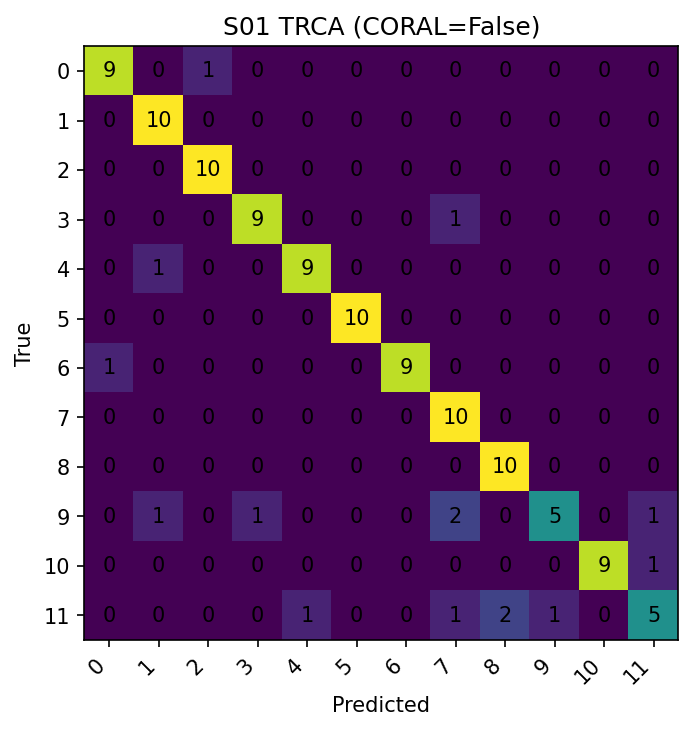 S01 TRCA (CORAL=False)
0 9 0 1 0 0 0 0 0 0 0 0 0
1 0 10 0 0 0 0 0 0 0 0 0 0
2 0 0 10 0 0 0 0 0 0 0 0 0
3 0 0 0 9 0 0 0 1 0 0 0 0
4 0 1 0 0 9 0 0 0 0 0 0 0
5 0 0 0 0 0 10 0 0 0 0 0 0
6 1 0 0 0 0 0 9 0 0 0 0 0
7 0 0 0 0 0 0 0 10 0 0 0 0
8 0 0 0 0 0 0 0 0 10 0 0 0
9 0 1 0 1 0 0 0 2 0 5 0 1
10 0 0 0 0 0 0 0 0 0 0 9 1
11 0 0 0 0 1 0 0 1 2 1 0 5
0 1 2 3 4 5 6 7 8 9 10 11
True
Predicted